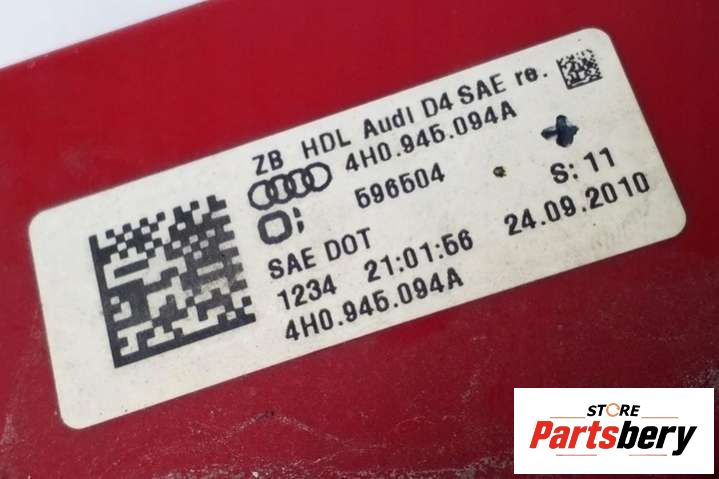 ZB HDL Audi D4 SAE re.
4H0.945.094A
596504
S: 11
SAE DOT
1234 21:01:56 24.09.2010
4H0.945.094A
STORE
Partsbery